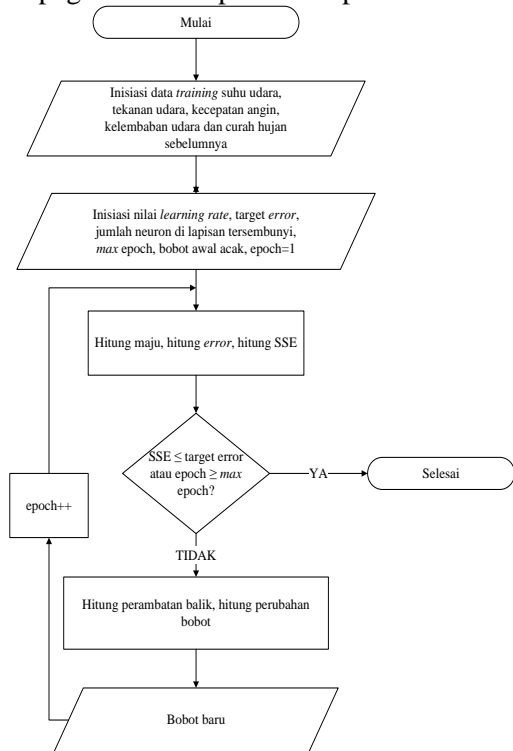 Mulai
Inisiasi data training suhu udara,
tekanan udara, kecepatan angin,
kelembaban udara dan curah hujan
sebelumnya
Inisiasi nilai learning rate, target error,
jumlah neuron di lapisan tersembunyi,
max epoch, bobot awal acak, epoch=1
Hitung maju, hitung error, hitung SSE
SSE ≤ target error
atau epoch ≥ max
epoch?
YA
Selesai
epoch++
TIDAK
Hitung perambatan balik, hitung perubahan
bobot
Bobot baru